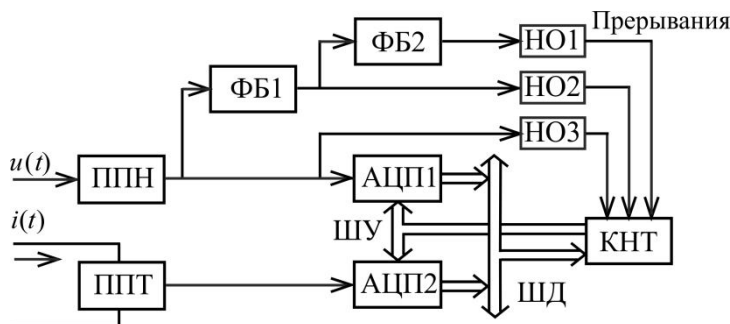 Прерывания
ФБ2
НО1
ФБ1
НО2
НО3
u(t)
ППН
АЦП1
i(t)
ШУ
КНТ
ППТ
АЦП2
ШД